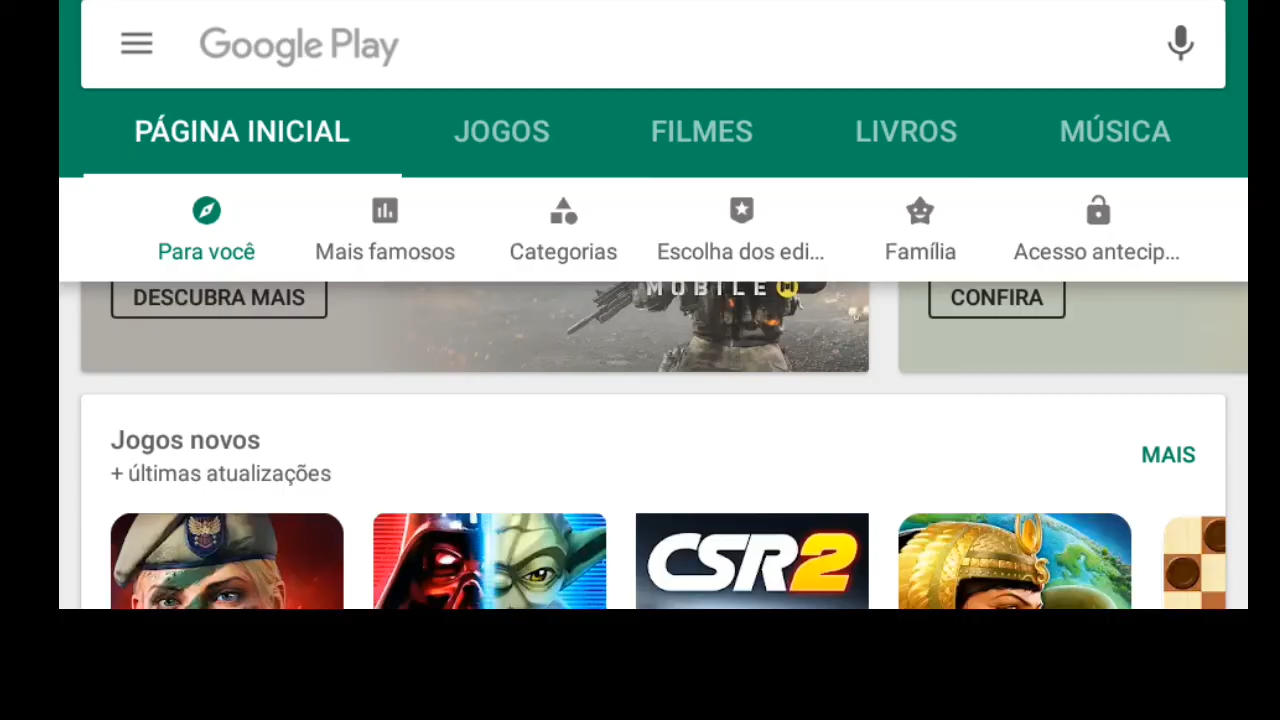 Google Play
PÁGINA INICIAL JOGOS FILMES LIVROS MÚSICA
Para você Mais famosos Categorias Escolha dos edi... Família Acesso antecip...
MOBILE
DESCUBRA MAIS CONFIRA
Jogos novos
+ últimas atualizações
MAIS
CSR2